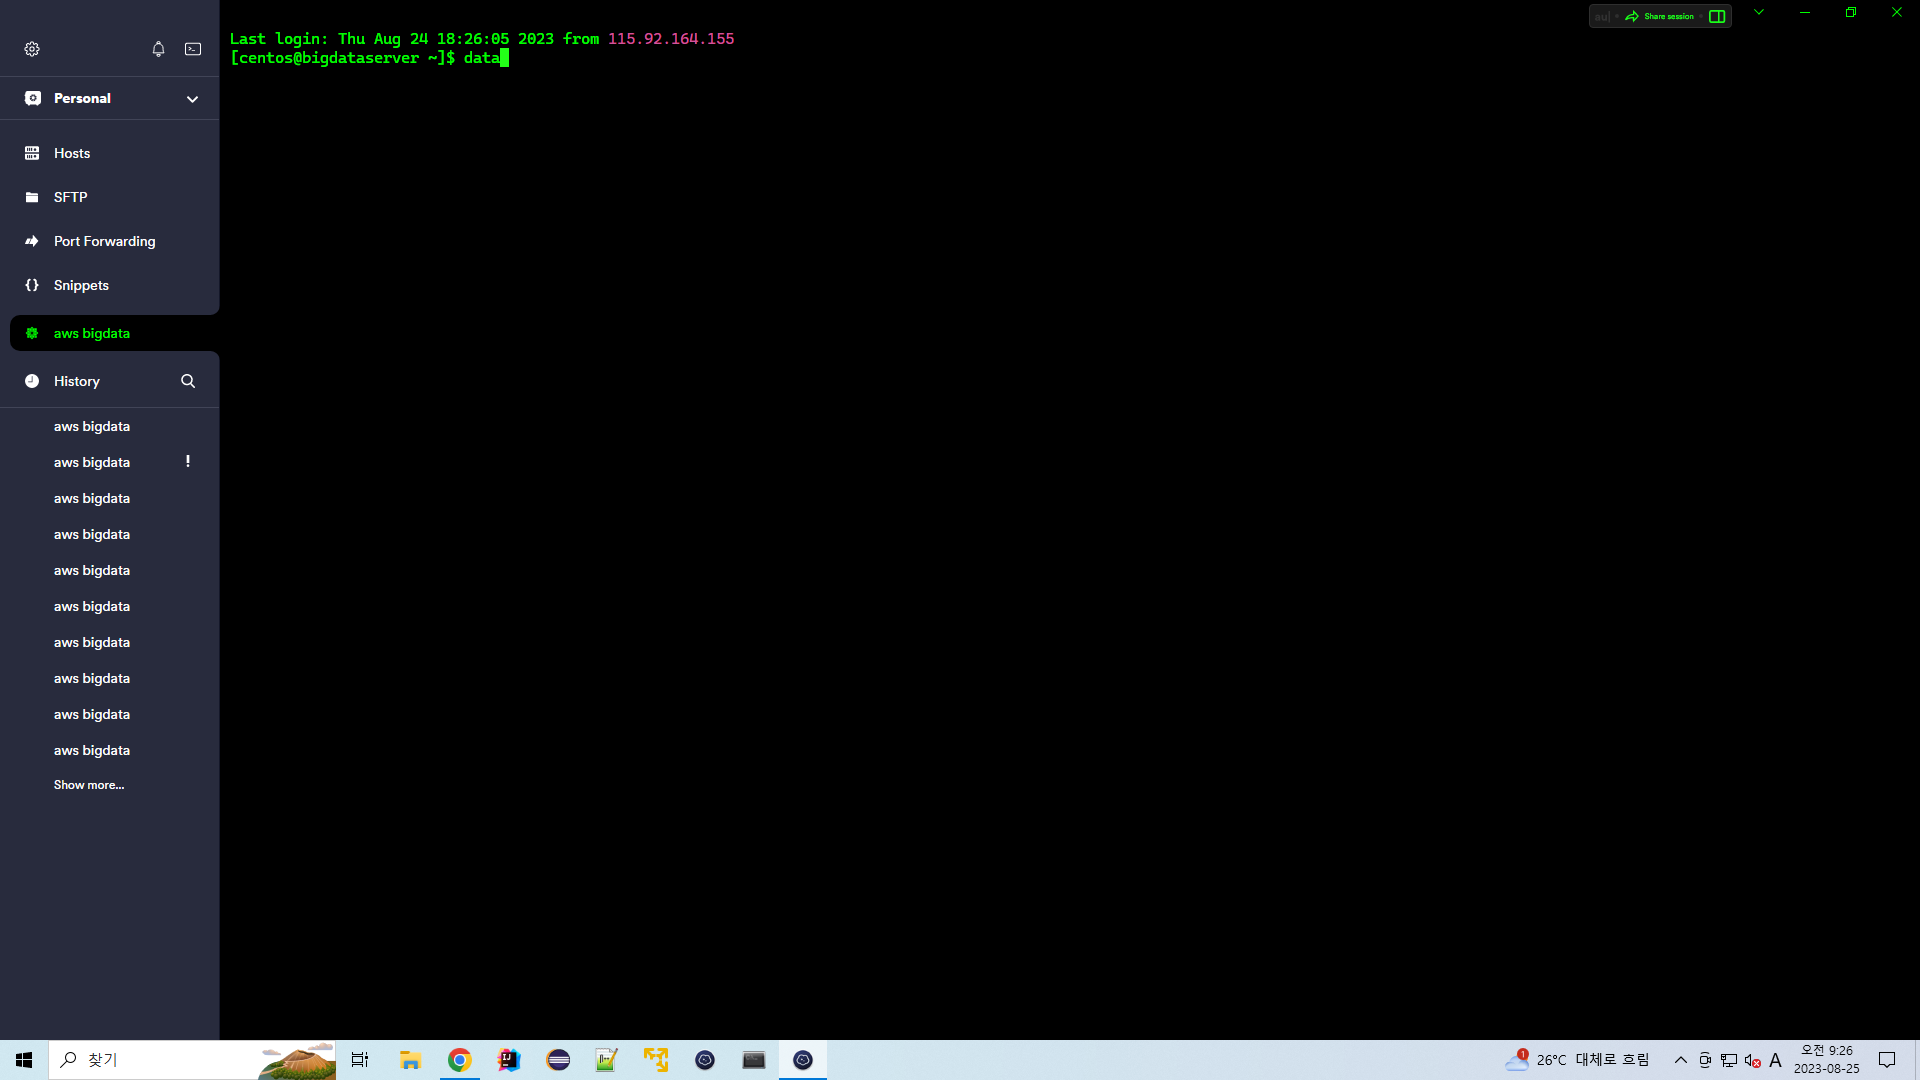 au|
Share session
Last login: Thu Aug 24 18:26:05 2023 from 115.92.164.155
[centos@bigdataserver ~]$ data
Personal
Hosts
SFTP
Port Forwarding
Snippets
aws bigdata
History
aws bigdata
aws bigdata !
aws bigdata
aws bigdata
aws bigdata
aws bigdata
aws bigdata
aws bigdata
aws bigdata
aws bigdata
Show more...
찾기
1
26°C 대체로 흐림
A
오전 9:26
2023-08-25